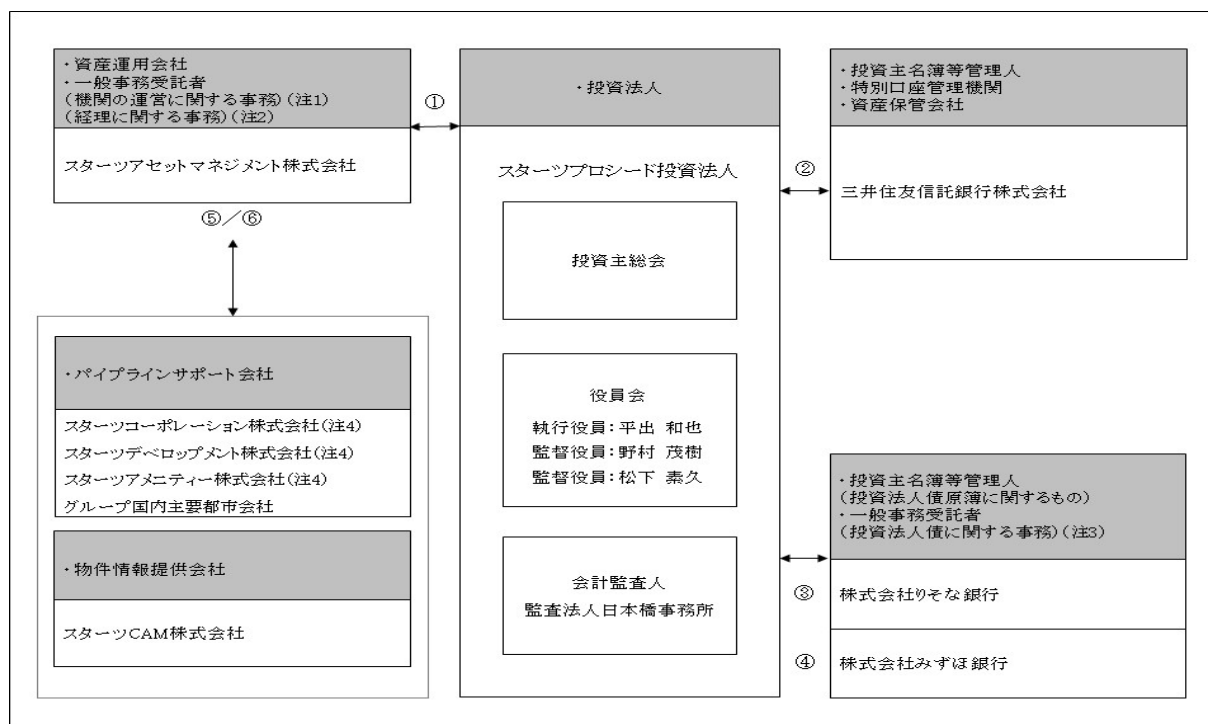 ・資産運用会社
・一般事務受託者
(機関の運営に関する事務)(注1)
(経理に関する事務)(注2)
スターツアセットマネジメント株式会社
①
⑤／⑥
・パイプラインサポート会社
スターツコーポレーション株式会社(注4)
スターツデベロップメント株式会社(注4)
スターツアメニティー株式会社(注4)
グループ国内主要都市会社
・物件情報提供会社
スターツCAM株式会社
・投資法人
スターツプロシード投資法人
投資主総会
役員会
執行役員:平出 和也
監督役員:野村 茂樹
監督役員:松下 素久
会計監査人
監査法人日本橋事務所
②
・投資主名簿等管理人
・特別口座管理機関
・資産保管会社
三井住友信託銀行株式会社
・投資主名簿等管理人
(投資法人債原簿に関するもの)
・一般事務受託者
(投資法人債に関する事務)(注3)
③
株式会社りそな銀行
④
株式会社みずほ銀行